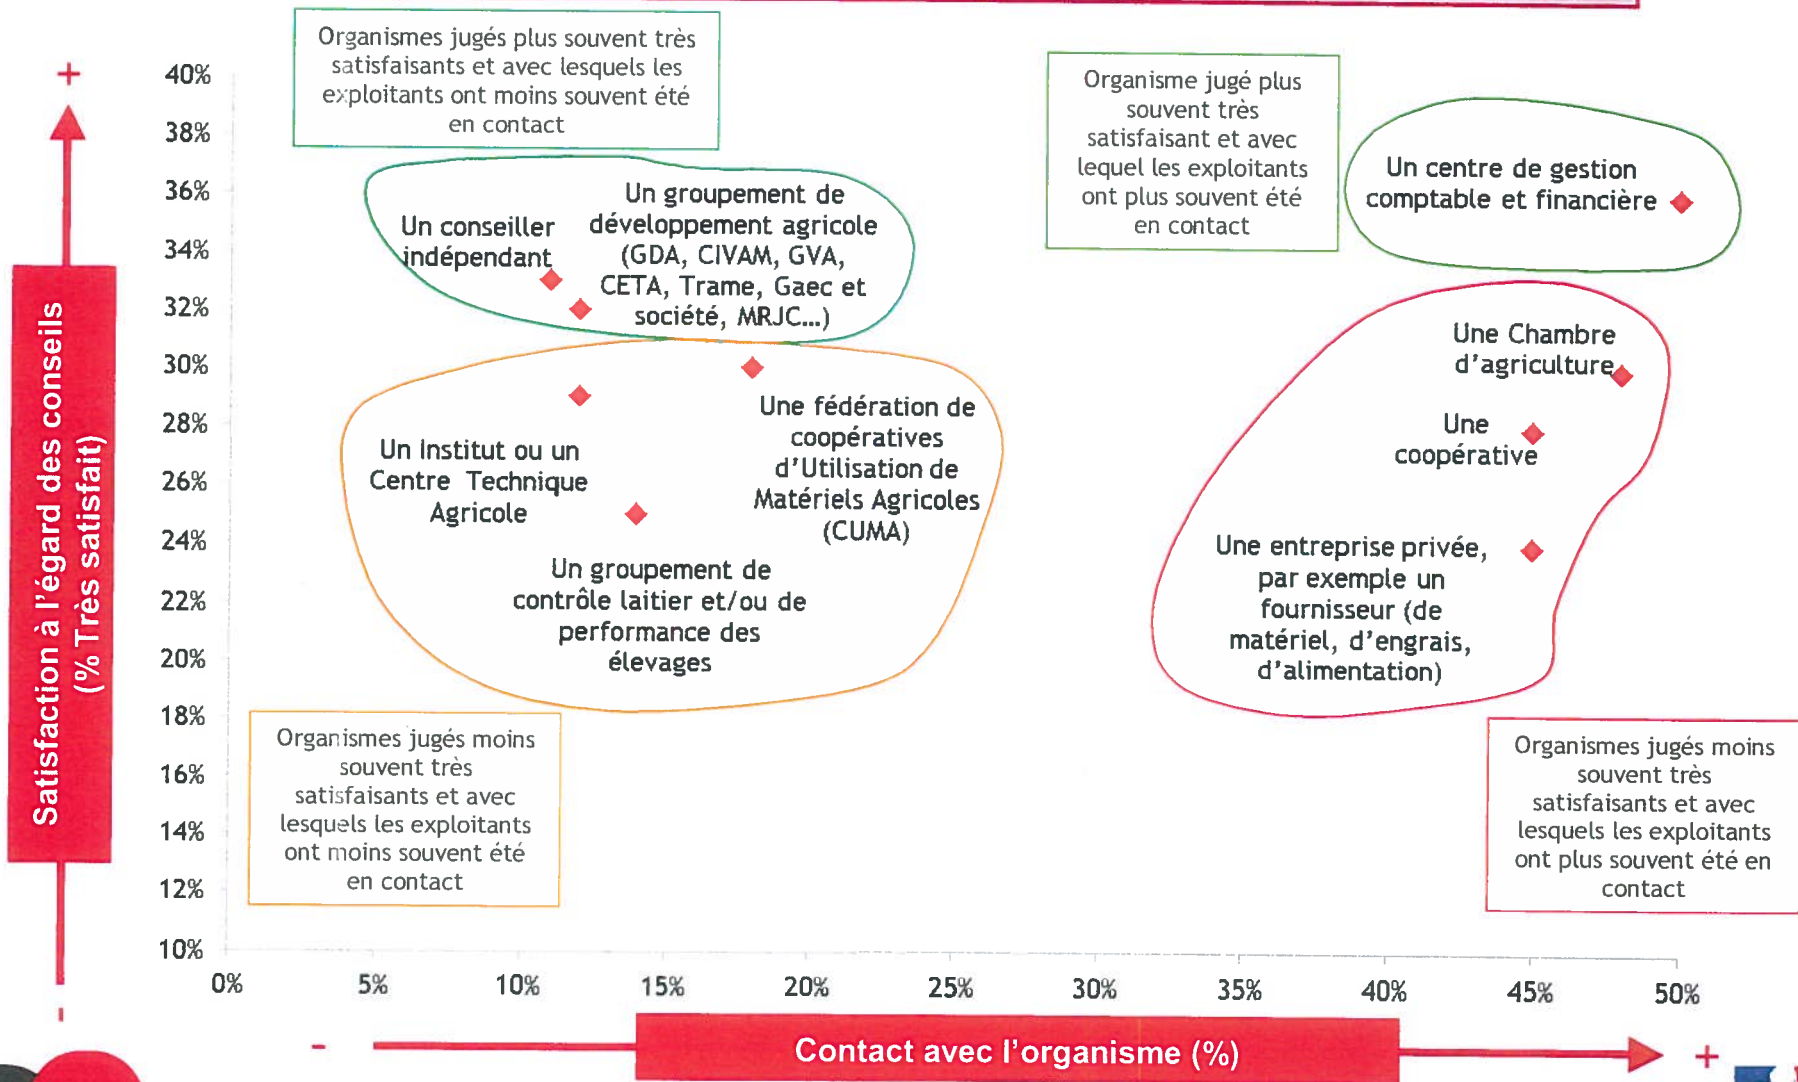 Organismes jugés plus souvent très
satisfaisants et avec lesquels les
exploitants ont moins souvent été
en contact
Organisme jugé plus
souvent très
satisfaisant et avec
lequel les exploitants
ont plus souvent été
en contact
+
40%
38%
36%
34%
32%
30%
28%
26%
24%
22%
20%
18%
16%
14%
12%
10%
Satisfaction à l'égard des conseils
(% Très satisfait)
-
Un conseiller
indépendant
Un groupement de
développement agricole
(GDA, CIVAM, GVA,
CETA, Trame, Gaec et
société, MRJC...)
Un centre de gestion
comptable et financière
Une Chambre
d'agriculture
Une
coopérative
Une entreprise privée,
par exemple un
fournisseur (de
matériel, d'engrais,
d'alimentation)
Un Institut ou un
Centre Technique
Agricole
Une fédération de
coopératives
d'Utilisation de
Matériels Agricoles
(CUMA)
Un groupement de
contrôle laitier et/ou de
performance des
élevages
Organismes jugés moins
souvent très
satisfaisants et avec
lesquels les exploitants
ont moins souvent été
en contact
Organismes jugés moins
souvent très
satisfaisants et avec
lesquels les exploitants
ont plus souvent été en
contact
0% 5% 10% 15% 20% 25% 30% 35% 40% 45% 50%
- Contact avec l'organisme (%) +